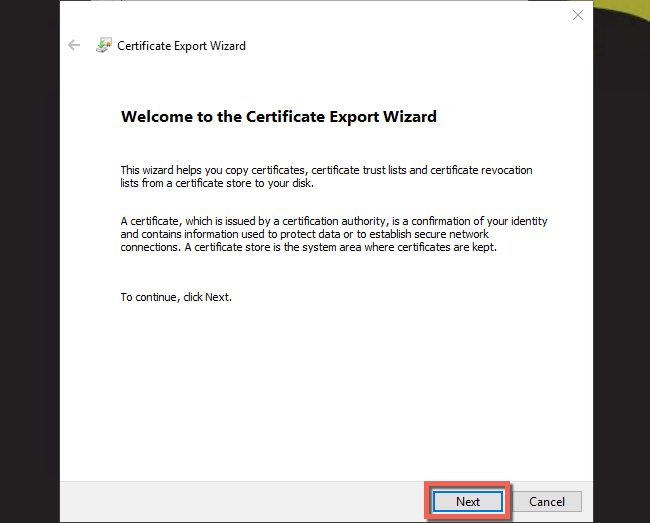 Certificate Export Wizard
Welcome to the Certificate Export Wizard
This wizard helps you copy certificates, certificate trust lists and certificate revocation
lists from a certificate store to your disk.
A certificate, which is issued by a certification authority, is a confirmation of your identity
and contains information used to protect data or to establish secure network
connections. A certificate store is the system area where certificates are kept.
To continue, click Next.
Next
Cancel